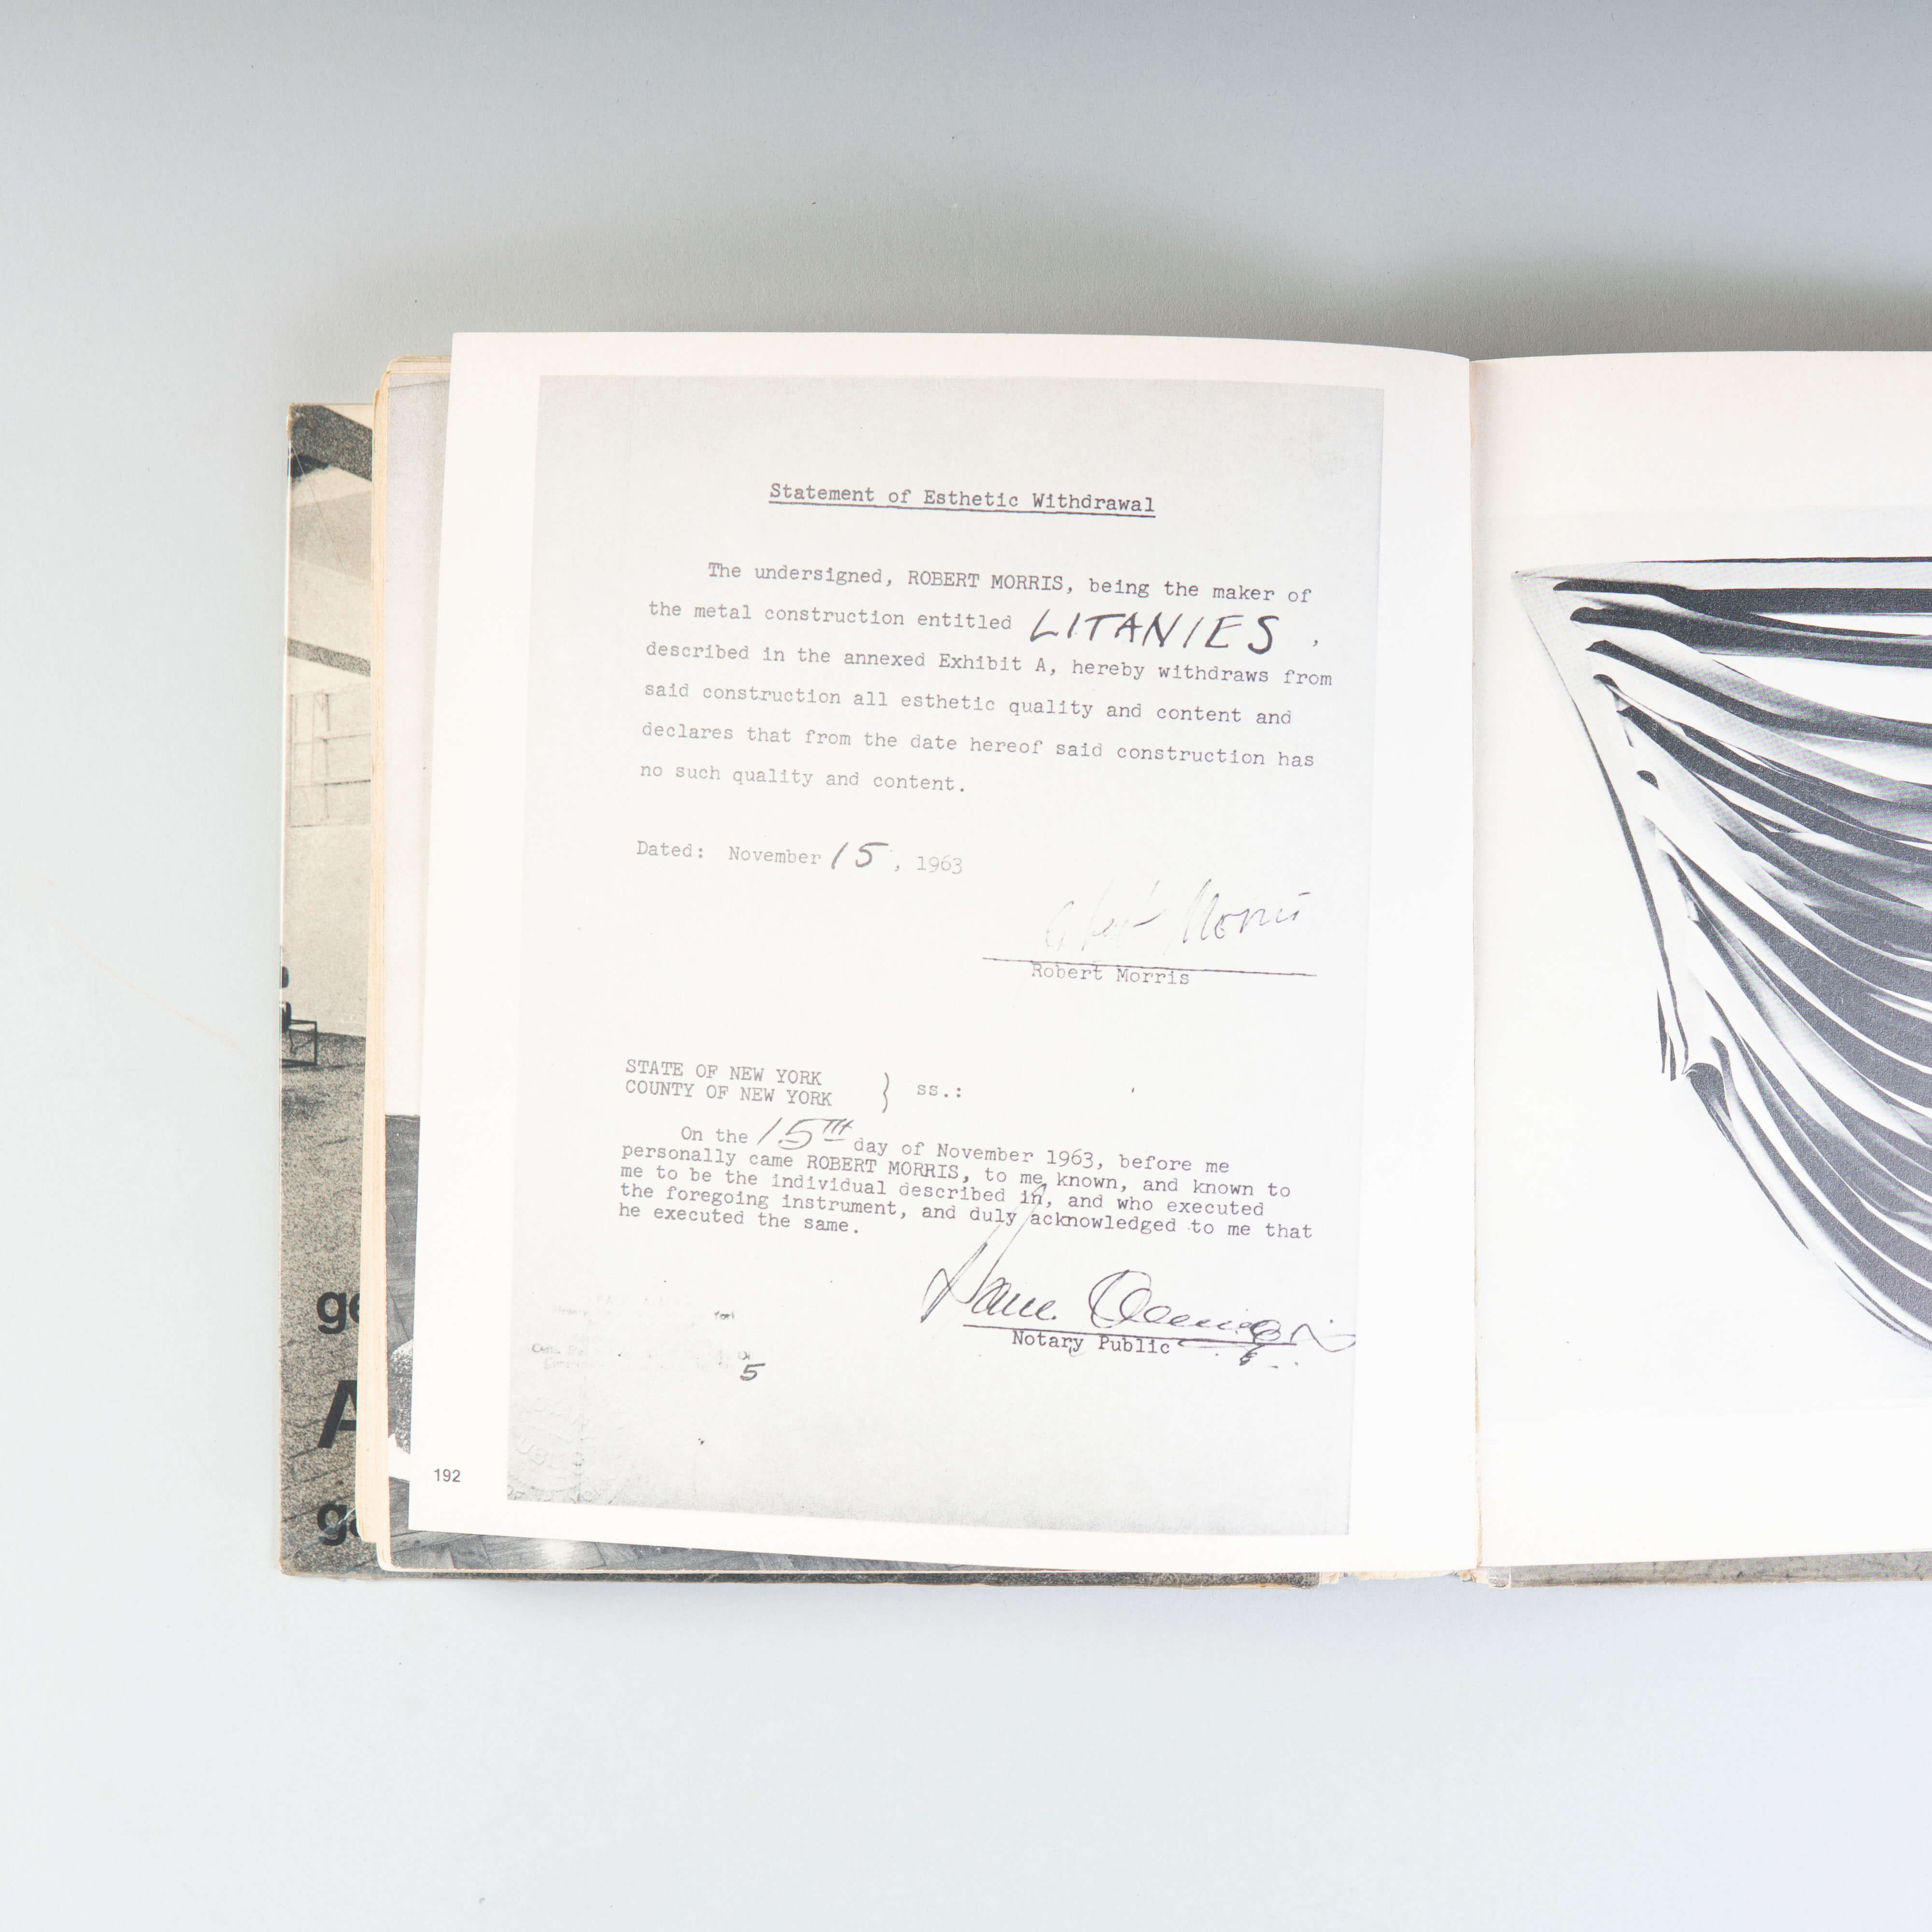 Statement of Esthetic Withdrawal
The undersigned, ROBERT MORRIS, being the maker of
the metal construction entitled LITANIES,
described in the annexed Exhibit A, hereby withdraws from
said construction all esthetic quality and content and
declares that from the date hereof said construction has
no such quality and content.
Dated: November 15, 1963
Robert Morris
Robert Morris
STATE OF NEW YORK
COUNTY OF NEW YORK } ss.:
On the 15TH day of November 1963, before me
personally came ROBERT MORRIS, to me known, and known to
me to be the individual described in, and who executed
the foregoing instrument, and duly acknowledged to me that
he executed the same.
Notary Public
York
5
192
ge
A
ga